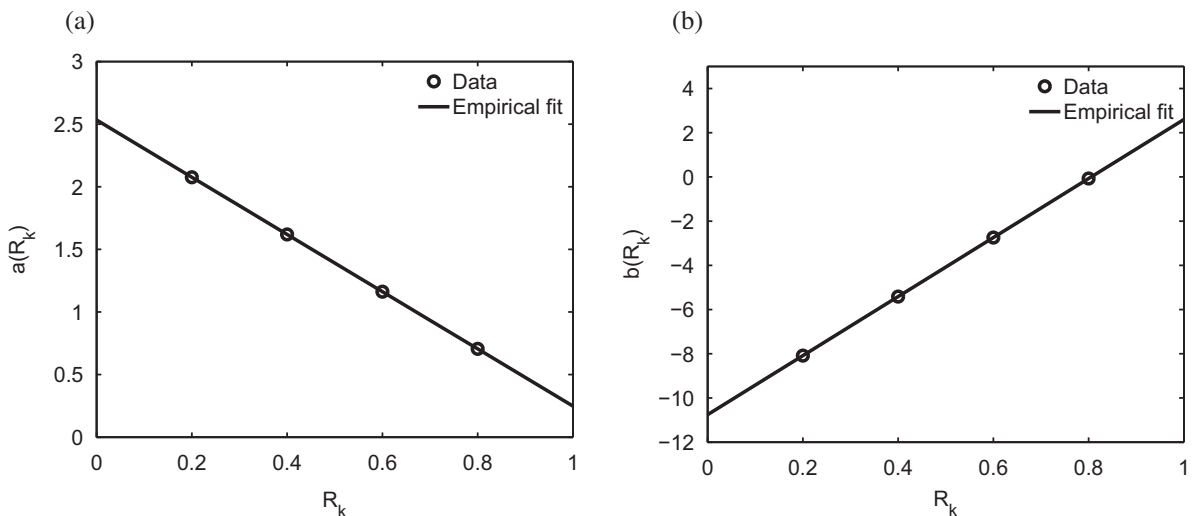 (a)
3
2.5
2
1.5
1
0.5
0
a(R_k)
0 0.2 0.4 0.6 0.8 1
R_k
Data
Empirical fit
(b)
4
2
0
−2
−4
−6
−8
−10
−12
b(R_k)
0 0.2 0.4 0.6 0.8 1
R_k
Data
Empirical fit